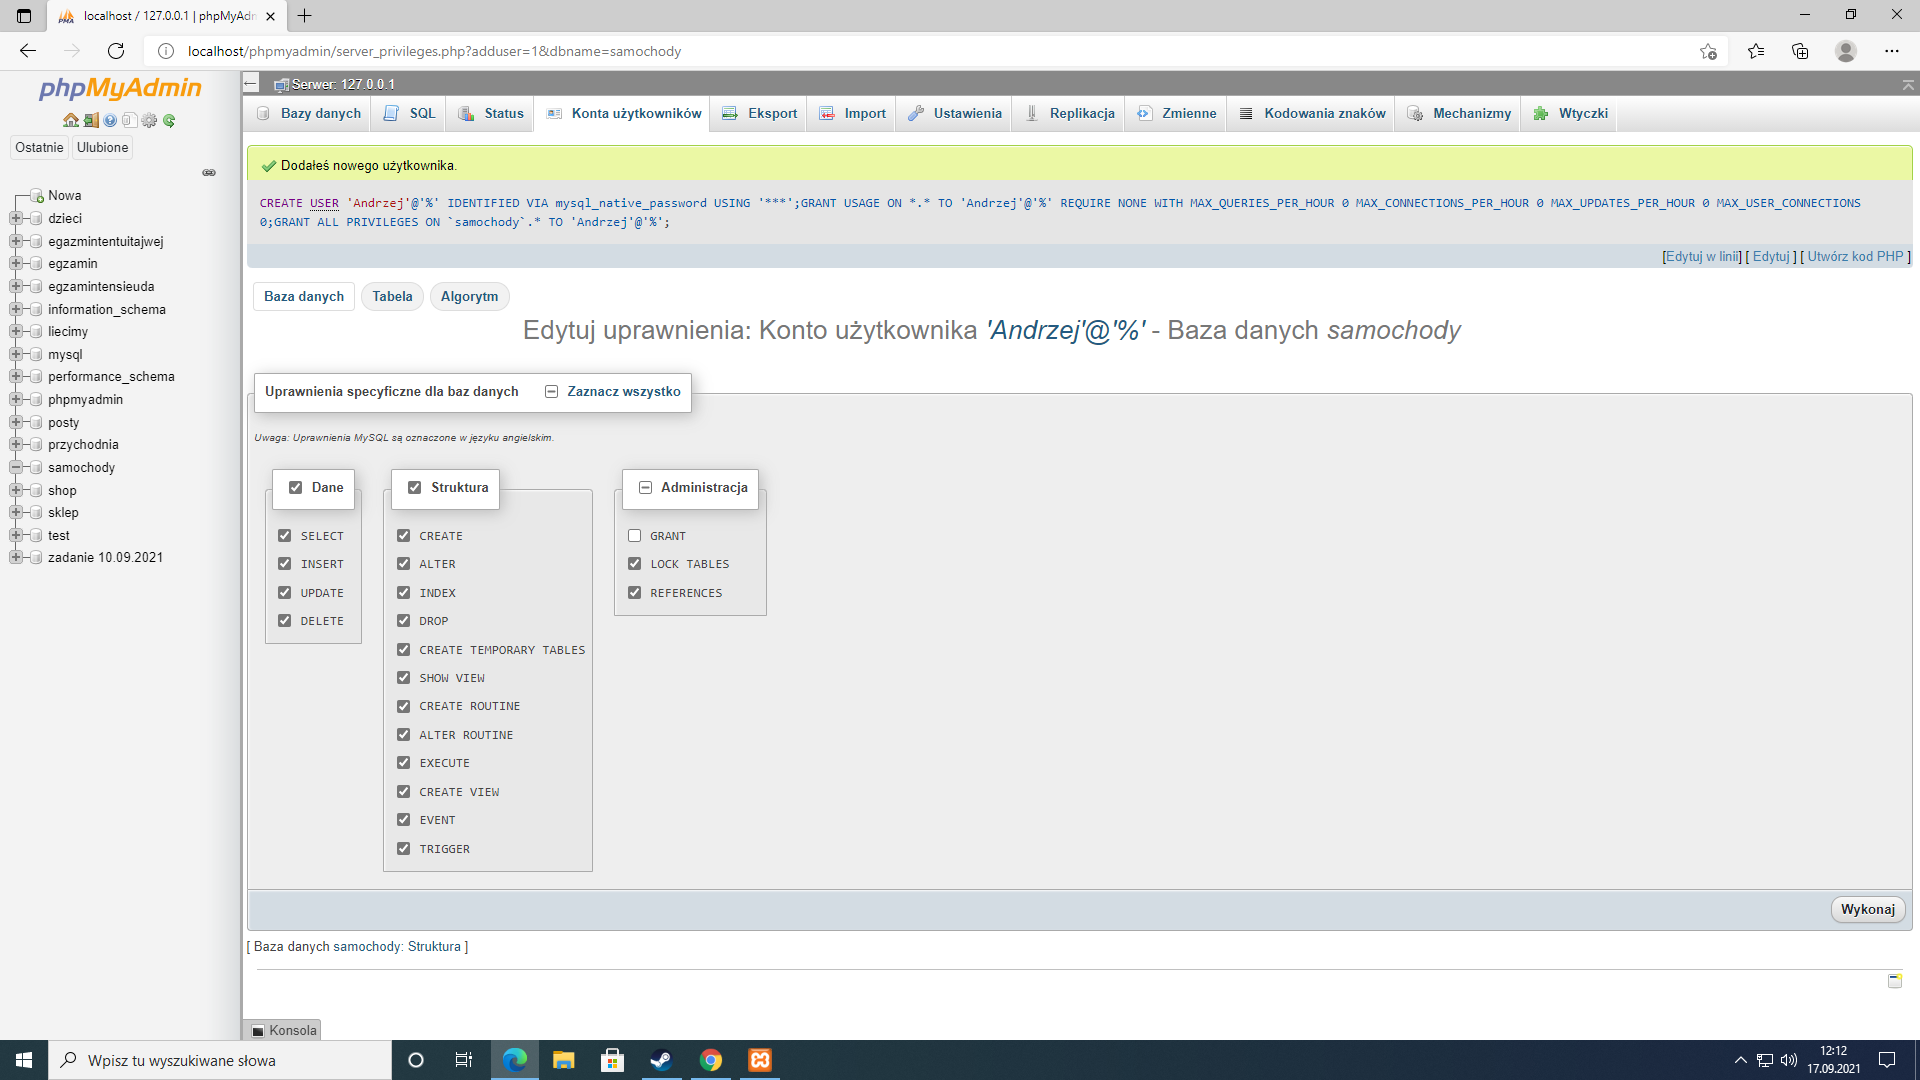 localhost / 127.0.0.1 | phpMyAdn
localhost/phpmyadmin/server_privileges.php?adduser=1&dbname=samochody
phpMyAdmin
Ostatnie
Ulubione
Nowa
dzieci
egazmintentuitajwej
egzamin
egzamintensieuda
information_schema
liecimy
mysql
performance_schema
phpmyadmin
posty
przychodnia
samochody
shop
sklep
test
zadanie 10.09.2021
Serwer: 127.0.0.1
Bazy danych
SQL
Status
Konta użytkowników
Eksport
Import
Ustawienia
Replikacja
Zmienne
Kodowania znaków
Mechanizmy
Wtyczki
Dodałeś nowego użytkownika.
CREATE USER 'Andrzej'@'%' IDENTIFIED VIA mysql_native_password USING '***';GRANT USAGE ON *.* TO 'Andrzej'@'%' REQUIRE NONE WITH MAX_QUERIES_PER_HOUR 0 MAX_CONNECTIONS_PER_HOUR 0 MAX_UPDATES_PER_HOUR 0 MAX_USER_CONNECTIONS
0;GRANT ALL PRIVILEGES ON `samochody`.* TO 'Andrzej'@'%';
[Edytuj w linii] [ Edytuj ] [ Utwórz kod PHP ]
Baza danych
Tabela
Algorytm
Edytuj uprawnienia: Konto użytkownika 'Andrzej'@'%' - Baza danych samochody
Uprawnienia specyficzne dla baz danych
Zaznacz wszystko
Uwaga: Uprawnienia MySQL są oznaczone w języku angielskim.
Dane
SELECT
INSERT
UPDATE
DELETE
Struktura
CREATE
ALTER
INDEX
DROP
CREATE TEMPORARY TABLES
SHOW VIEW
CREATE ROUTINE
ALTER ROUTINE
EXECUTE
CREATE VIEW
EVENT
TRIGGER
Administracja
GRANT
LOCK TABLES
REFERENCES
Wykonaj
[ Baza danych samochody: Struktura ]
Konsola
Wpisz tu wyszukiwane słowa
12:12
17.09.2021